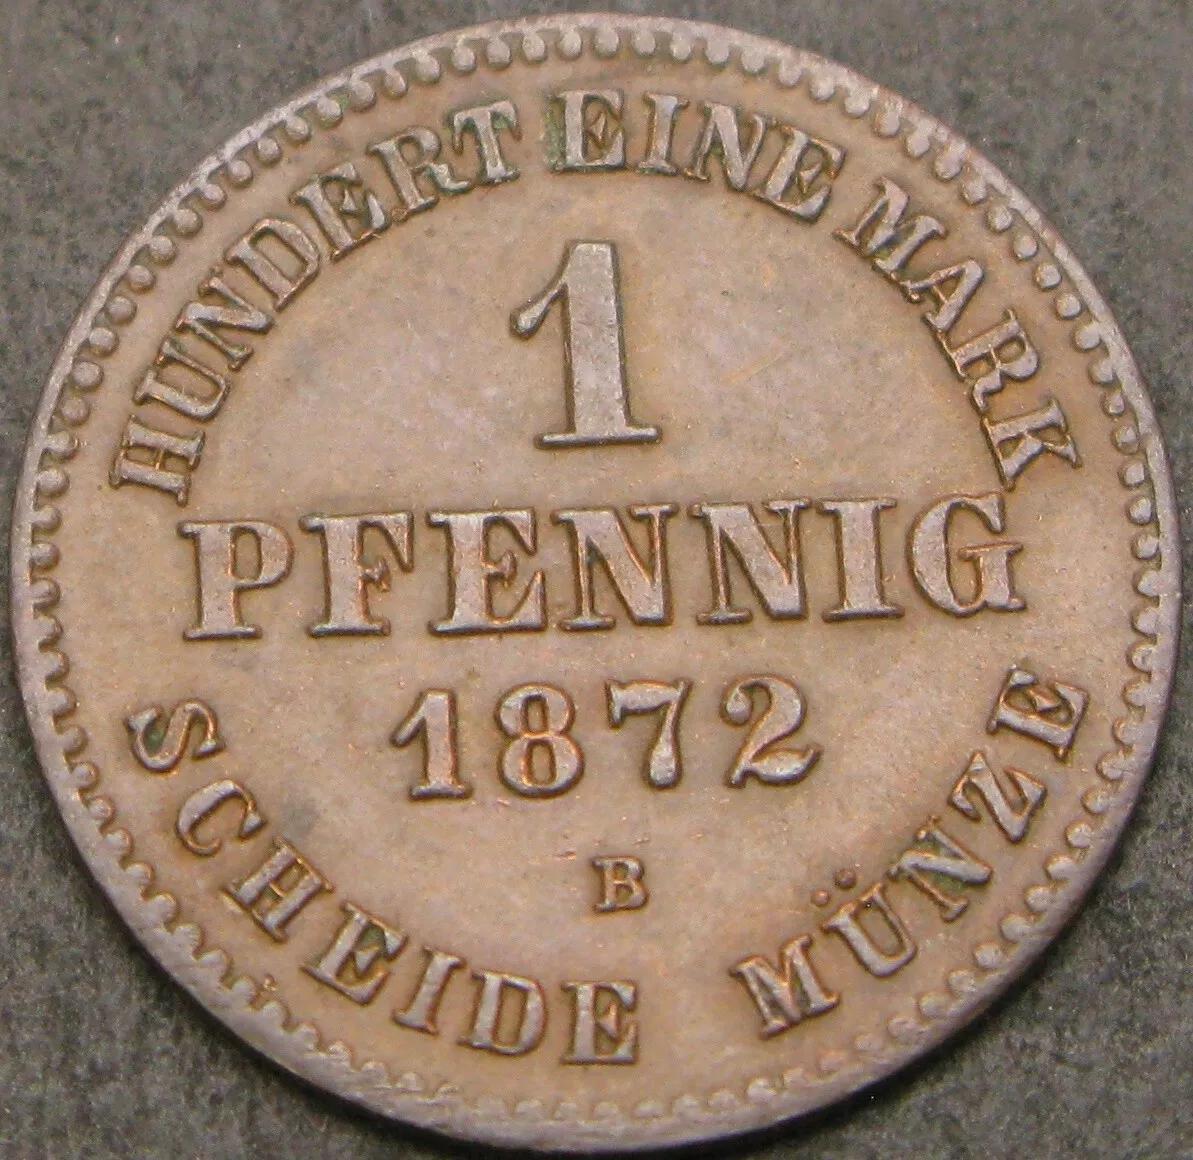 HUNDERT EINE MARK
1
PFENNIG
1872
B
SCHEIDE MÜNZE